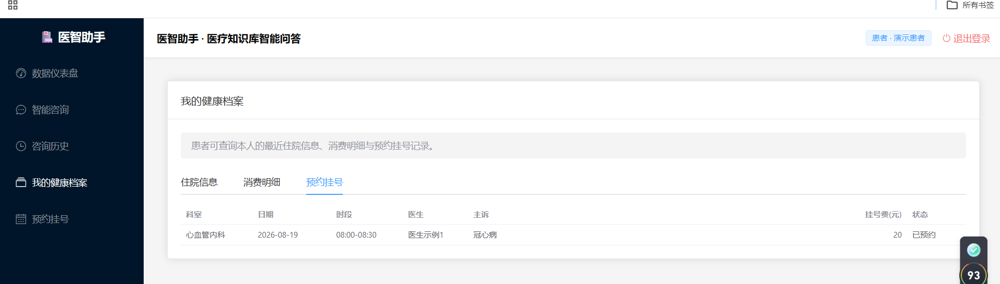 所有书签
医智助手
医智助手 · 医疗知识库智能问答
患者 · 演示患者
退出登录
数据仪表盘
智能咨询
咨询历史
我的健康档案
预约挂号
我的健康档案
患者可查询本人的最近住院信息、消费明细与预约挂号记录。
住院信息 消费明细 预约挂号
科室 日期 时段 医生 主诉 挂号费(元) 状态
心血管内科 2026-08-19 08:00-08:30 医生示例1 冠心病 20 已预约
93